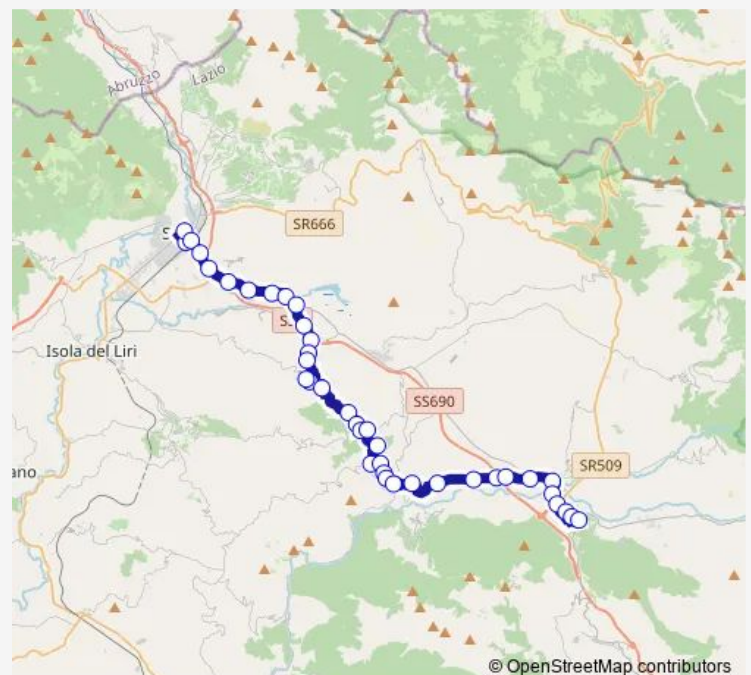 Abruzzo
Lazio
SR666
S
S
Isola del Liri
SS690
SR509
ano
© OpenStreetMap contributors